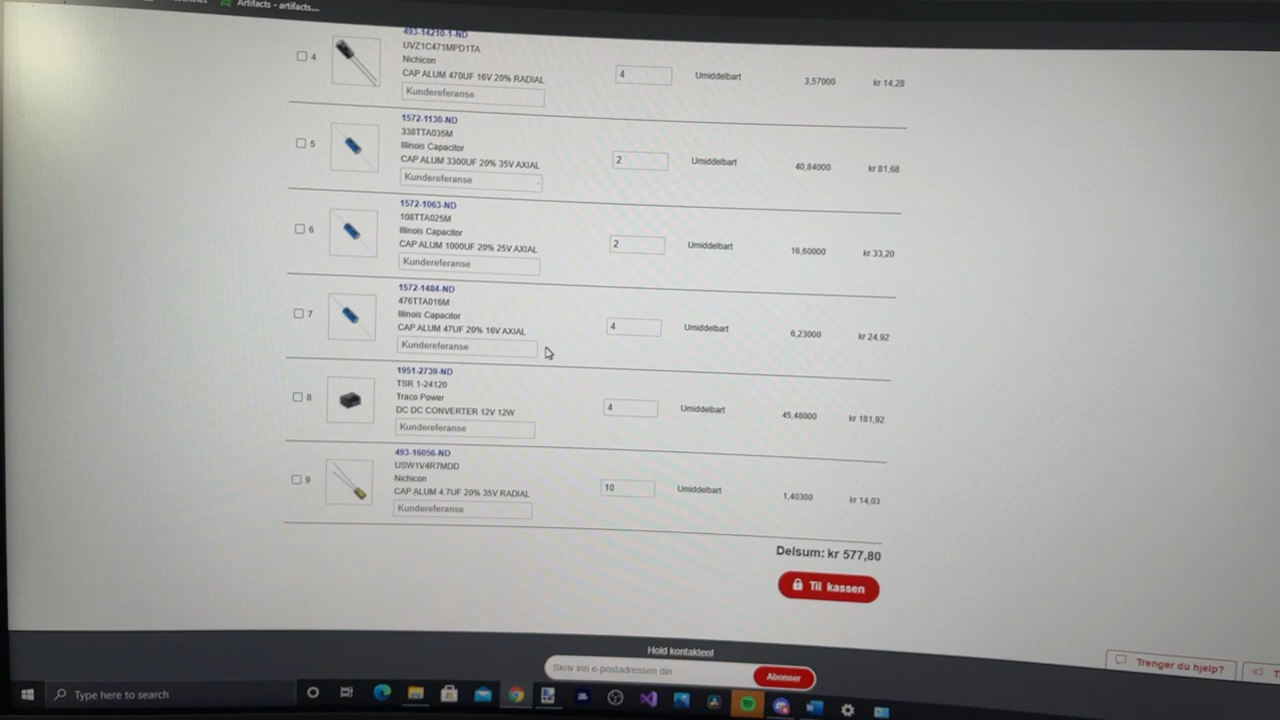 Artifacts - artifacts...
493-14210-1-ND
4
UVZ1C471MPD1TA
Nichicon
CAP ALUM 470UF 16V 20% RADIAL
Kundereferanse
4
Umiddelbart
3,57000
kr 14,28
1572-1130-ND
5
338TTA035M
Illinois Capacitor
CAP ALUM 3300UF 20% 35V AXIAL
Kundereferanse
2
Umiddelbart
40,84000
kr 81,68
1572-1063-ND
6
108TTA025M
Illinois Capacitor
CAP ALUM 1000UF 20% 25V AXIAL
Kundereferanse
2
Umiddelbart
16,60000
kr 33,20
1572-1484-ND
7
476TTA016M
Illinois Capacitor
CAP ALUM 47UF 20% 16V AXIAL
Kundereferanse
4
Umiddelbart
6,23000
kr 24,92
1951-2739-ND
8
TSR 1-24120
Traco Power
DC DC CONVERTER 12V 12W
Kundereferanse
4
Umiddelbart
45,48000
kr 181,92
493-16056-ND
9
USW1V4R7MDD
Nichicon
CAP ALUM 4.7UF 20% 35V RADIAL
Kundereferanse
10
Umiddelbart
1,40300
kr 14,03
Delsum: kr 577,80
Til kassen
Hold kontakten!
Skriv inn e-postadressen din
Abonner
Trenger du hjelp?
Type here to search